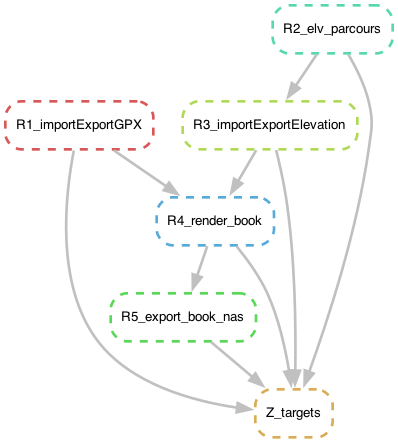 R2_elv_parcours
R1_importExportGPX
R3_importExportElevation
R4_render_book
R5_export_book_nas
Z_targets